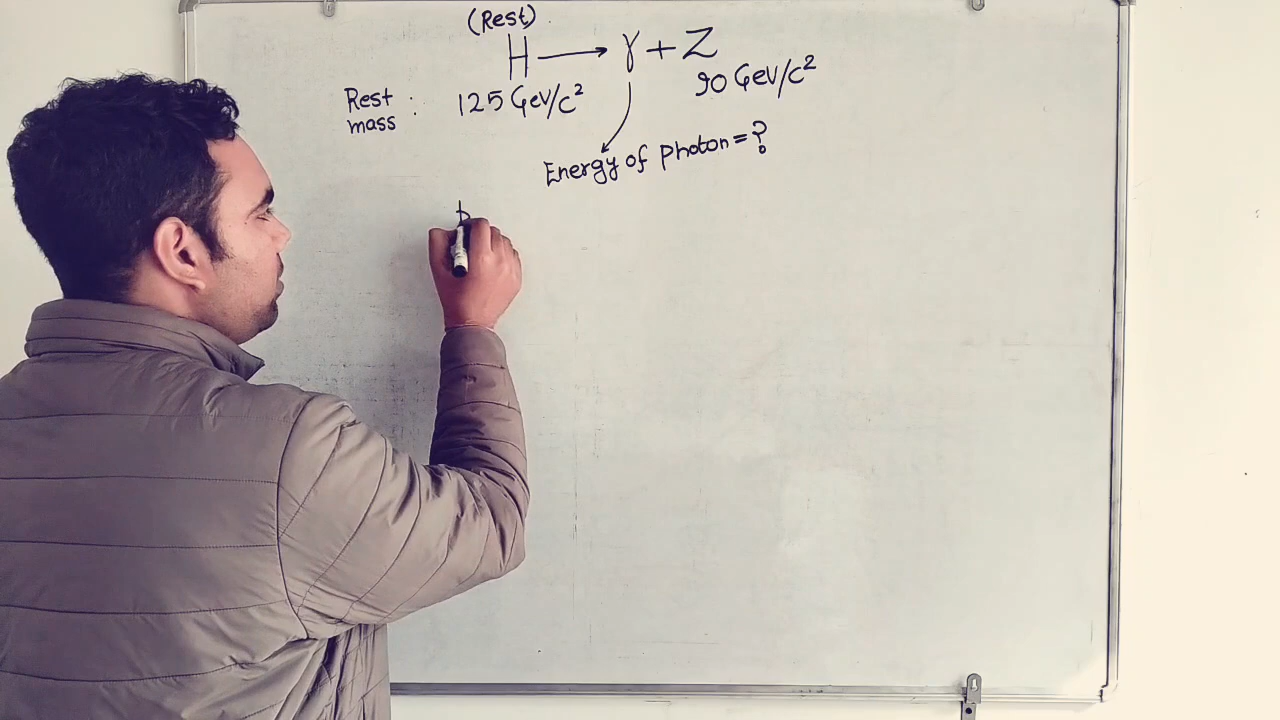 (Rest)
H → γ + Z
Rest mass : 125 GeV/c² 90 GeV/c²
Energy of photon = ?